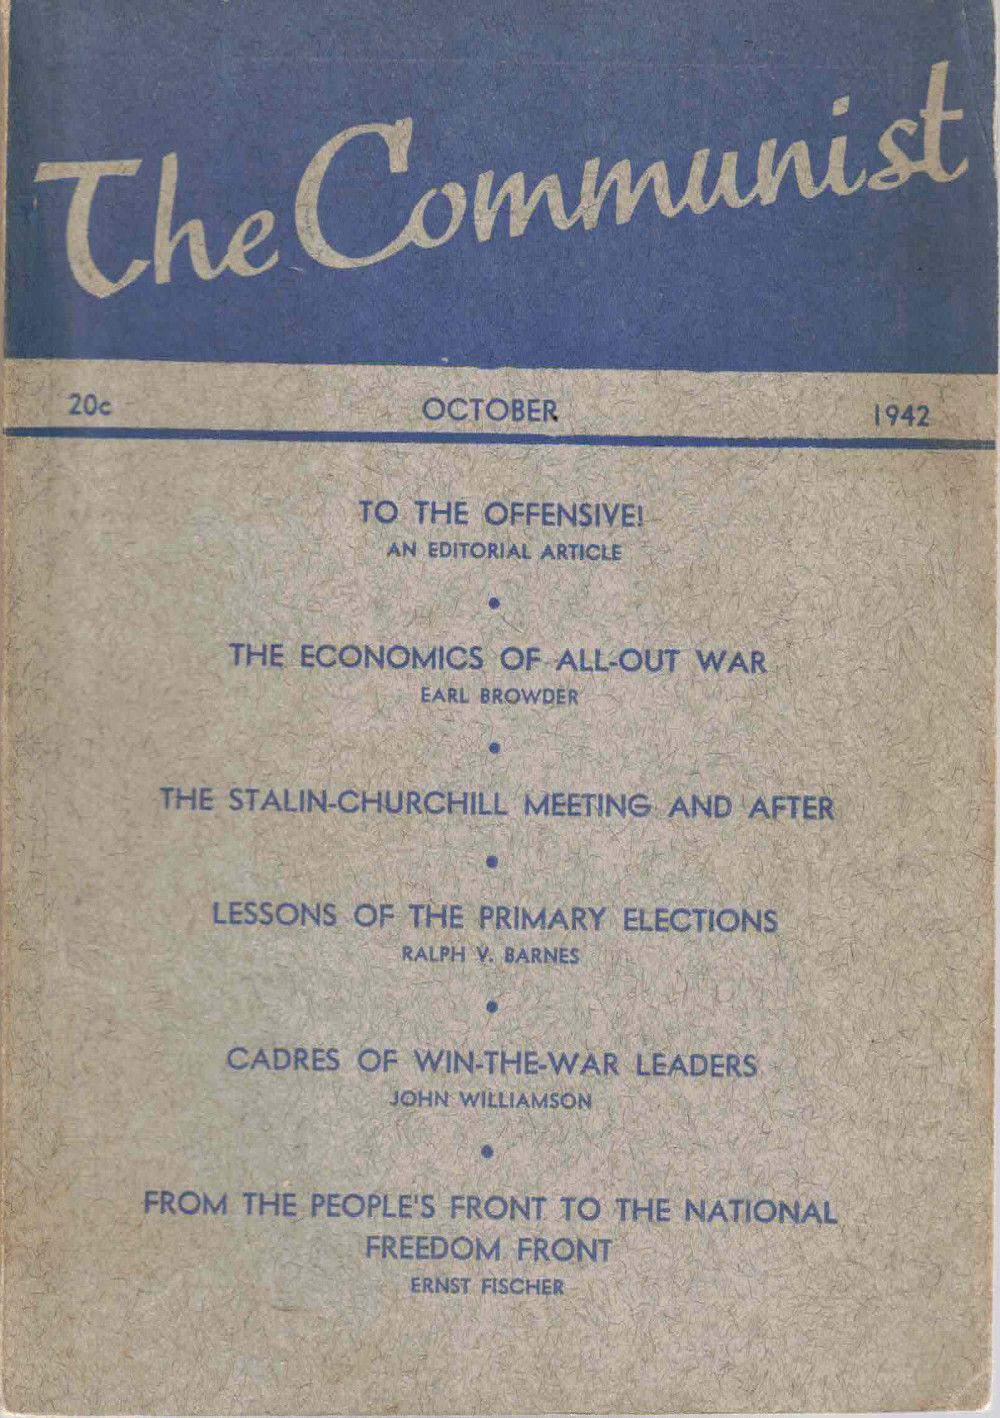 The Communist
20c OCTOBER 1942
TO THE OFFENSIVE!
AN EDITORIAL ARTICLE
•
THE ECONOMICS OF ALL-OUT WAR
EARL BROWDER
•
THE STALIN-CHURCHILL MEETING AND AFTER
•
LESSONS OF THE PRIMARY ELECTIONS
RALPH V. BARNES
•
CADRES OF WIN-THE-WAR LEADERS
JOHN WILLIAMSON
•
FROM THE PEOPLE'S FRONT TO THE NATIONAL
FREEDOM FRONT
ERNST FISCHER